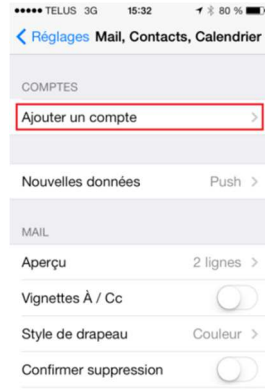 TELUS 3G 15:32 80 %
Réglages Mail, Contacts, Calendrier
COMPTES
Ajouter un compte
Nouvelles données Push
MAIL
Aperçu 2 lignes
Vignettes À / Cc
Style de drapeau Couleur
Confirmer suppression